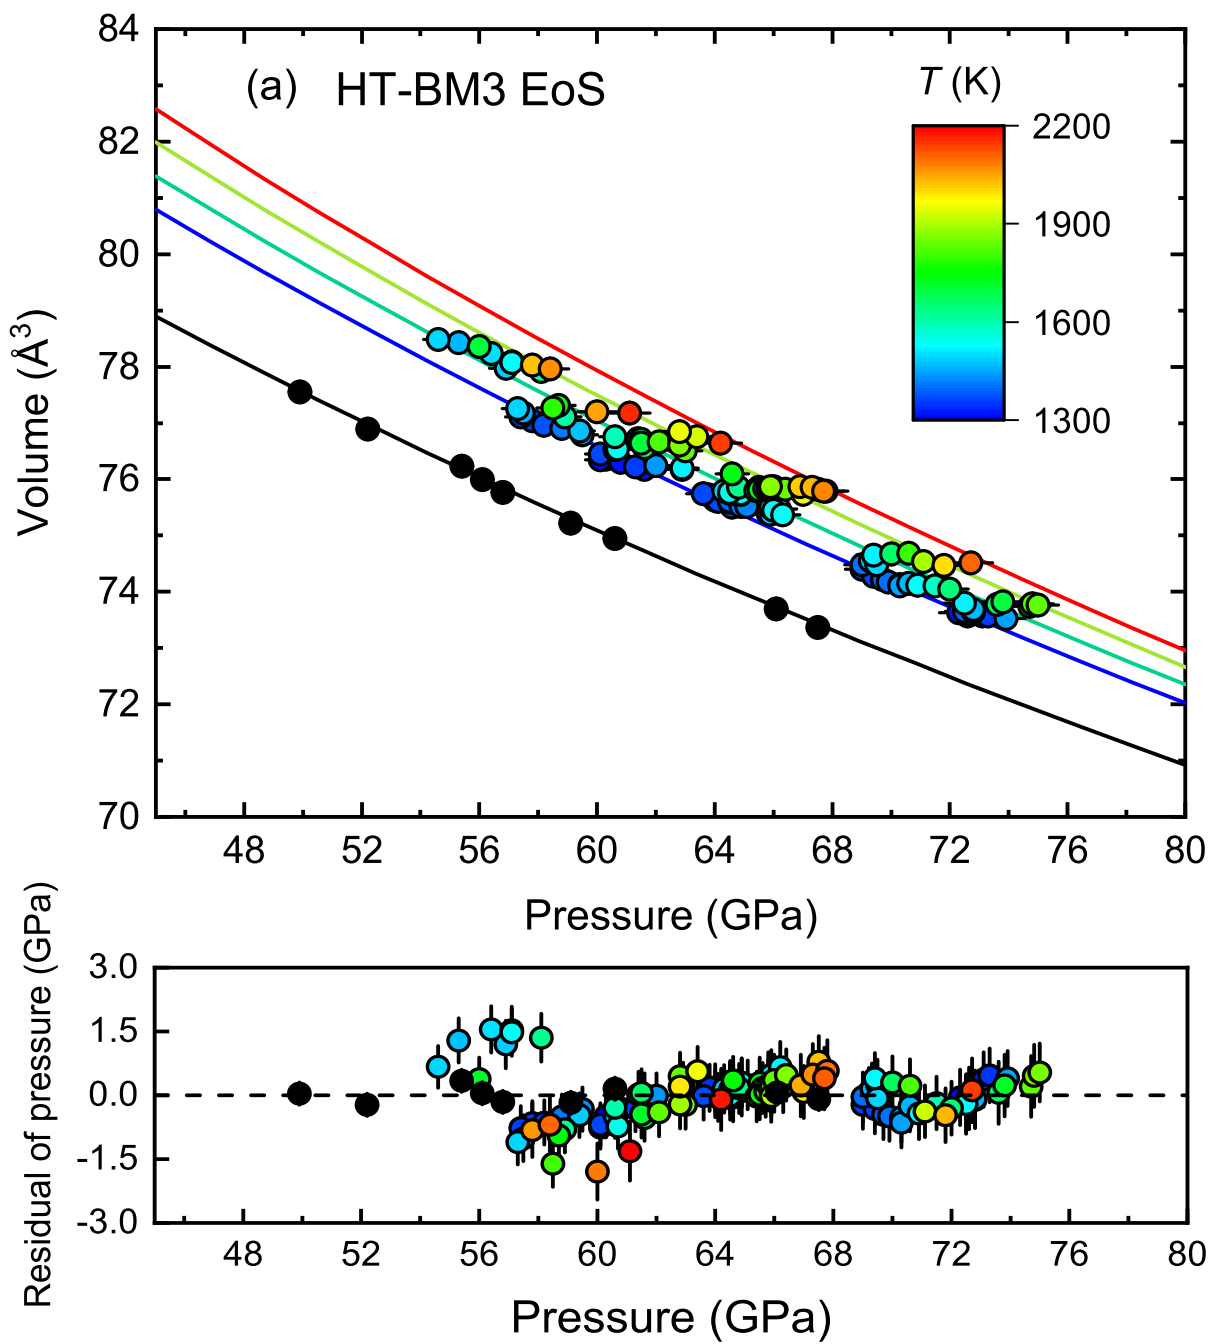 (a) HT-BM3 EoS
T (K)
2200
1900
1600
1300
Volume (Å³)
84
82
80
78
76
74
72
70
48 52 56 60 64 68 72 76 80
Pressure (GPa)
Residual of pressure (GPa)
3.0
1.5
0.0
-1.5
-3.0
48 52 56 60 64 68 72 76 80
Pressure (GPa)